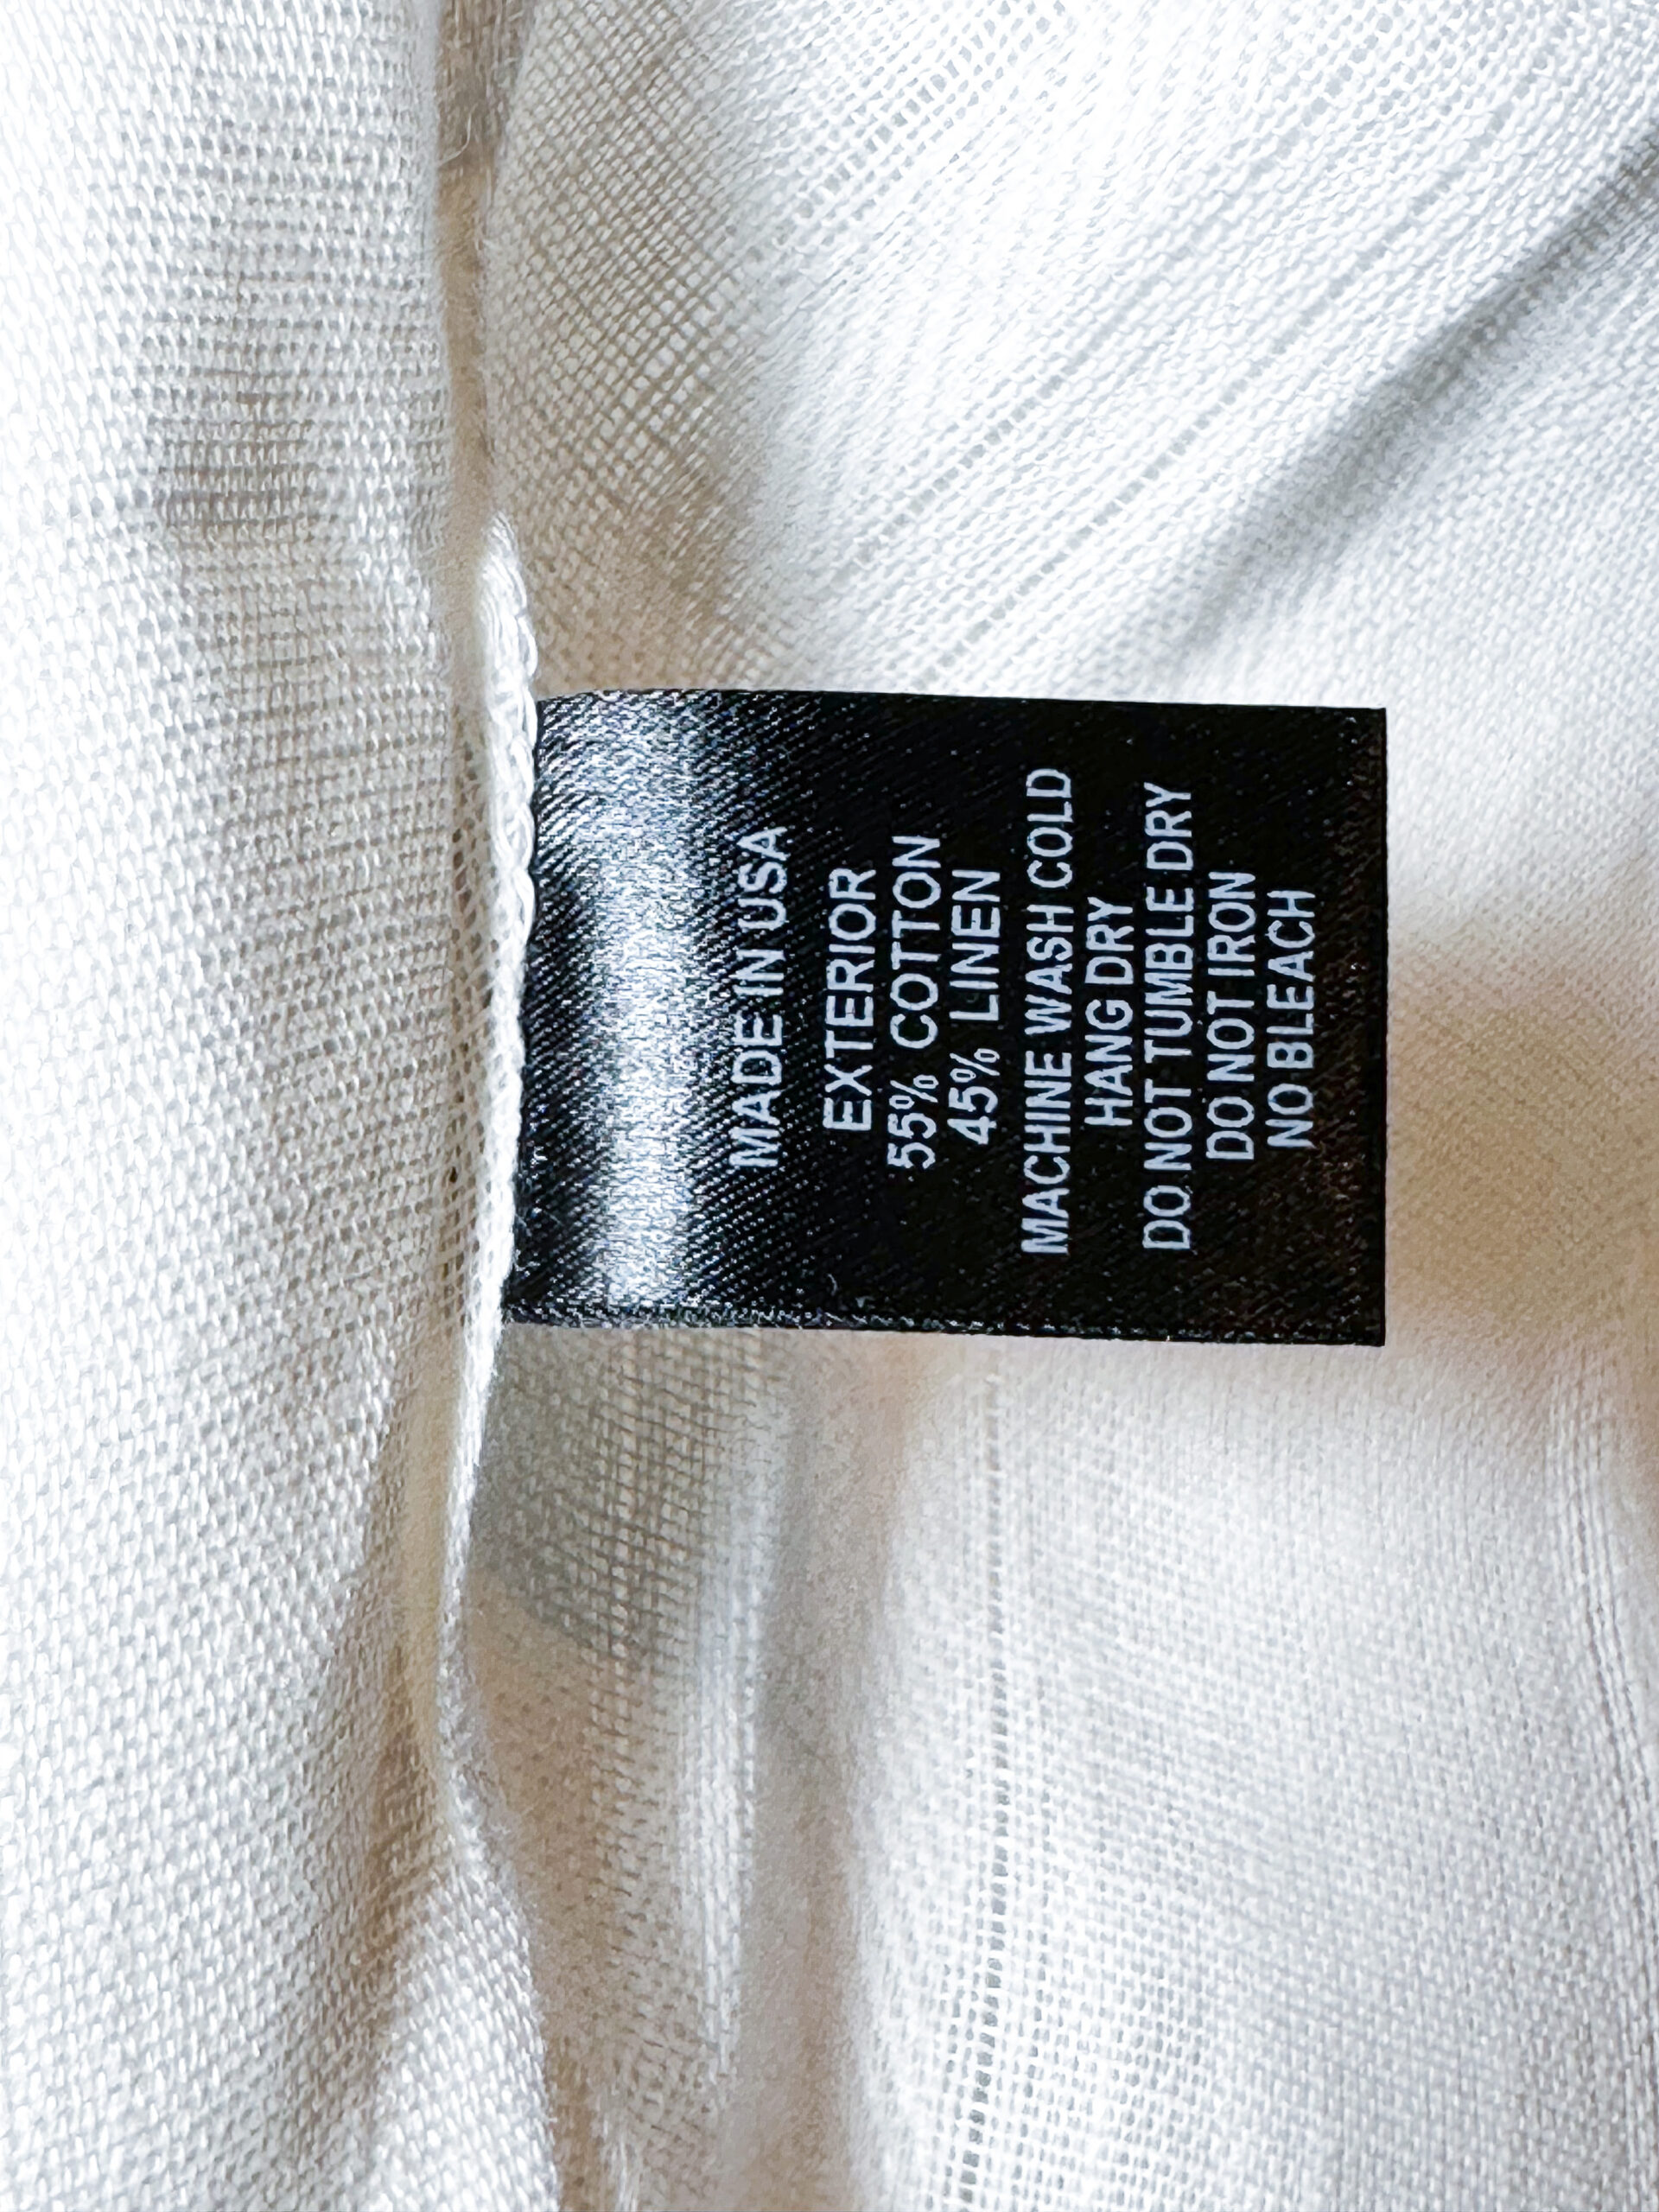 MADE IN USA
EXTERIOR
55% COTTON
45% LINEN
MACHINE WASH COLD
HANG DRY
DO NOT TUMBLE DRY
DO NOT IRON
NO BLEACH